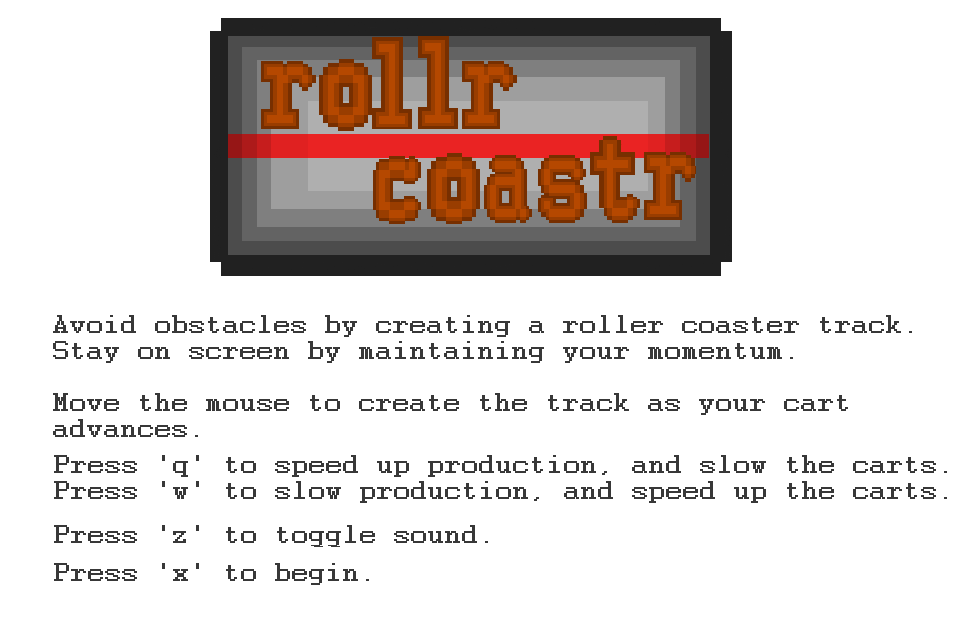 rollr
coastr
Avoid obstacles by creating a roller coaster track.
Stay on screen by maintaining your momentum.
Move the mouse to create the track as your cart
advances.
Press 'q' to speed up production, and slow the carts.
Press 'w' to slow production, and speed up the carts.
Press 'z' to toggle sound.
Press 'x' to begin.